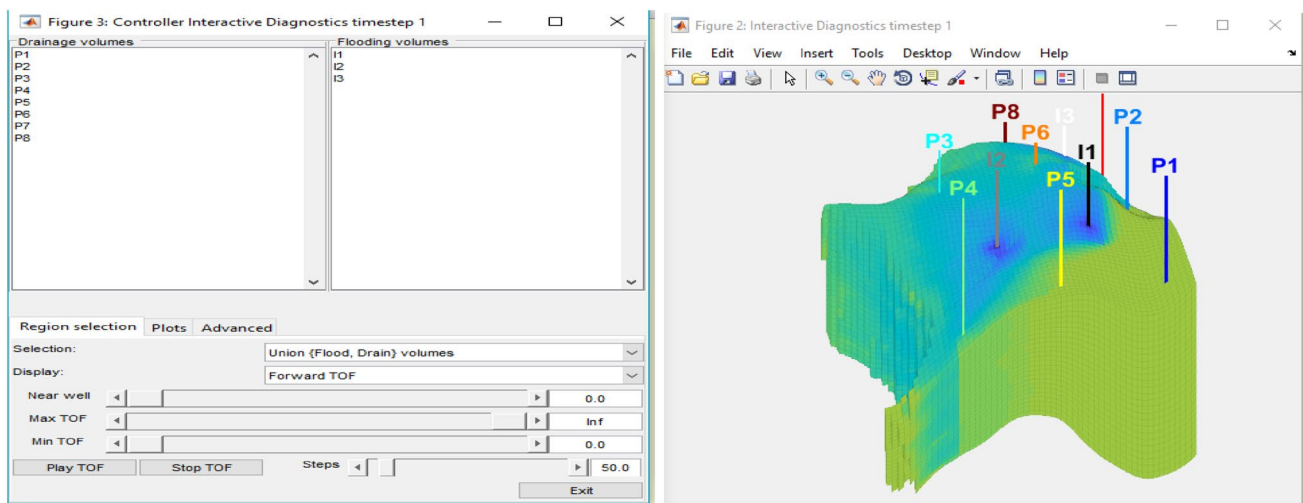 Figure 3: Controller Interactive Diagnostics timestep 1
Drainage volumes
P1
P2
P3
P4
P5
P6
P7
P8
Flooding volumes
I1
I2
I3
Region selection Plots Advanced
Selection: Union {Flood, Drain} volumes
Display: Forward TOF
Near well 0.0
Max TOF Inf
Min TOF 0.0
Play TOF Stop TOF Steps 50.0
Exit
Figure 2: Interactive Diagnostics timestep 1
File Edit View Insert Tools Desktop Window Help
P8 I3 P2
P3 P6
I2 I1 P1
P4 P5